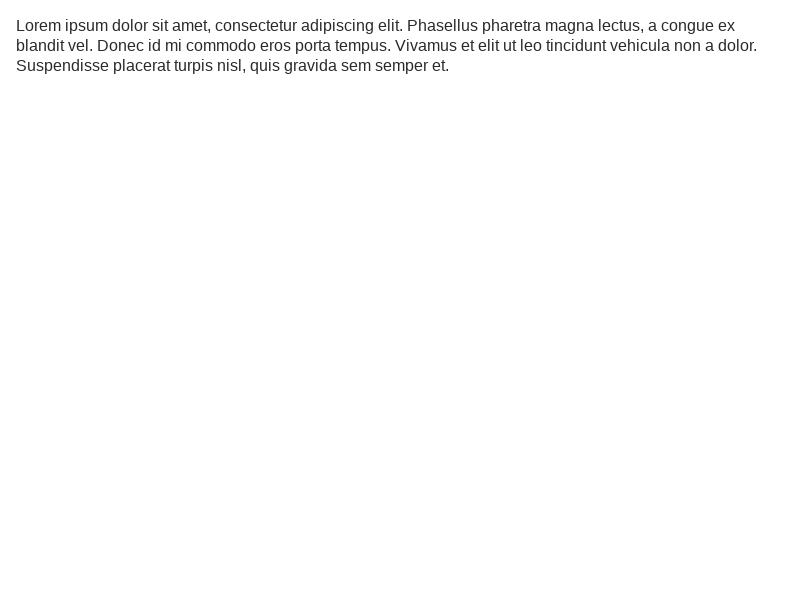 Lorem ipsum dolor sit amet, consectetur adipiscing elit. Phasellus pharetra magna lectus, a congue ex
blandit vel. Donec id mi commodo eros porta tempus. Vivamus et elit ut leo tincidunt vehicula non a dolor.
Suspendisse placerat turpis nisl, quis gravida sem semper et.